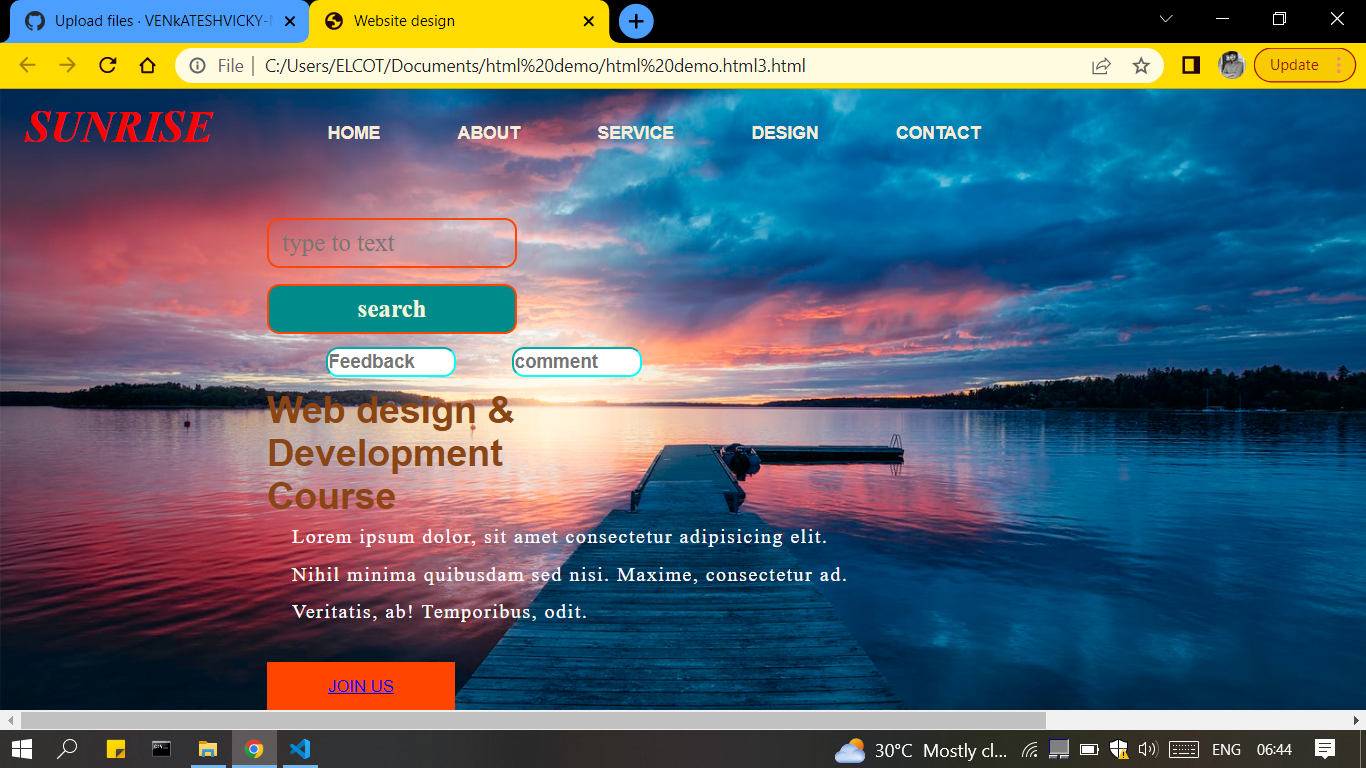 Upload files · VENkATESHVICKY-
Website design
File
C:/Users/ELCOT/Documents/html%20demo/html%20demo.html3.html
Update
SUNRISE
HOME ABOUT SERVICE DESIGN CONTACT
type to text
search
Feedback comment
Web design &
Development
Course
Lorem ipsum dolor, sit amet consectetur adipisicing elit.
Nihil minima quibusdam sed nisi. Maxime, consectetur ad.
Veritatis, ab! Temporibus, odit.
JOIN US
30°C Mostly cl... ENG 06:44